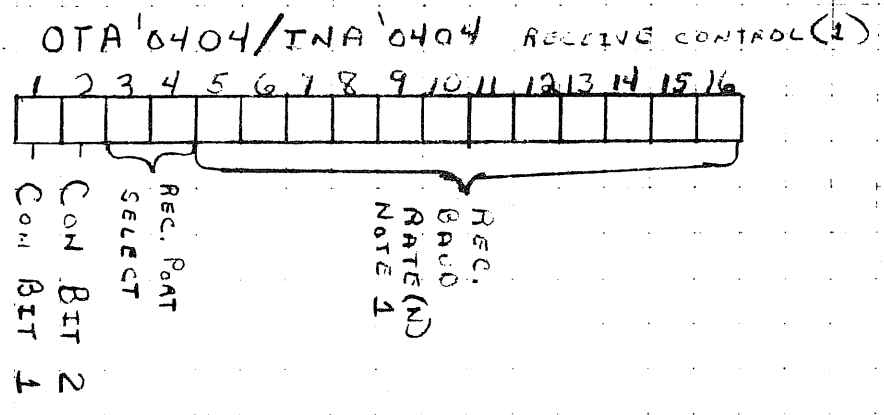 OTA '0404/INA '0404 RECEIVE CONTROL(1)
1 2 3 4 5 6 7 8 9 10 11 12 13 14 15 16
CON BIT 1
CON BIT 2
REC. PORT
SELECT
REC.
BAUD
RATE(N)
NOTE 1